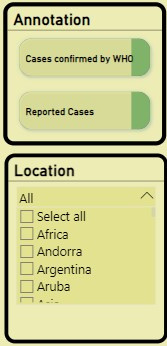 Annotation
Cases confirmed by WHO
Reported Cases
Location
All
Select all
Africa
Andorra
Argentina
Aruba